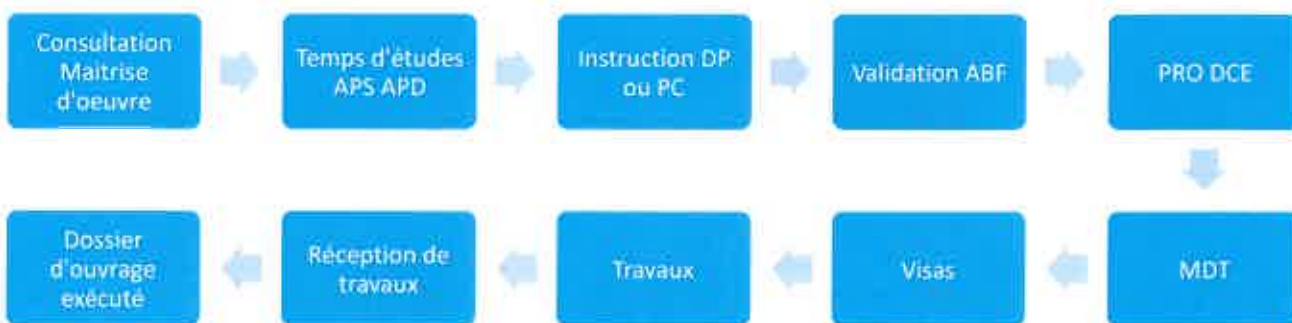 Consultation
Maitrise
d'oeuvre
Temps d'études
APS APD
Instruction DP
ou PC
Validation ABF
PRO DCE
MDT
Visas
Travaux
Réception de
travaux
Dossier
d'ouvrage
exécuté